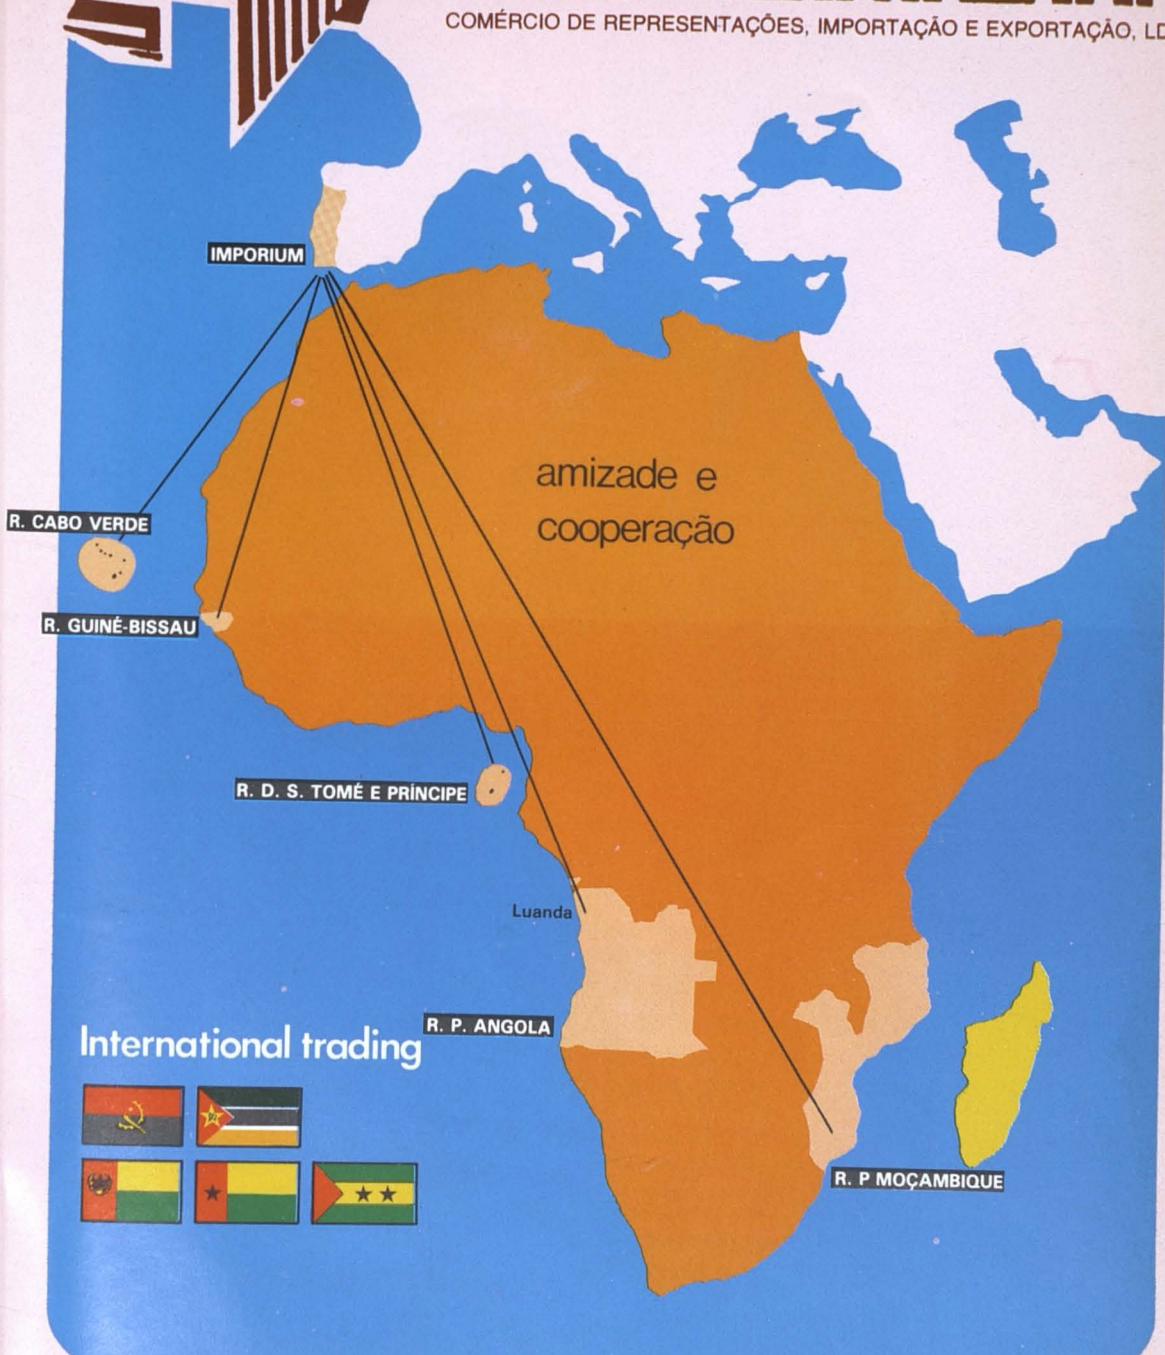 COMÉRCIO DE REPRESENTAÇÕES, IMPORTAÇÃO E EXPORTAÇÃO,
IMPORIUM
amizade e
cooperação
R. CABO VERDE
R. GUINÉ-BISSAU
R. D. S. TOMÉ E PRÍNCIPE
Luanda
R. P. ANGOLA
International trading
R. P MOÇAMBIQUE